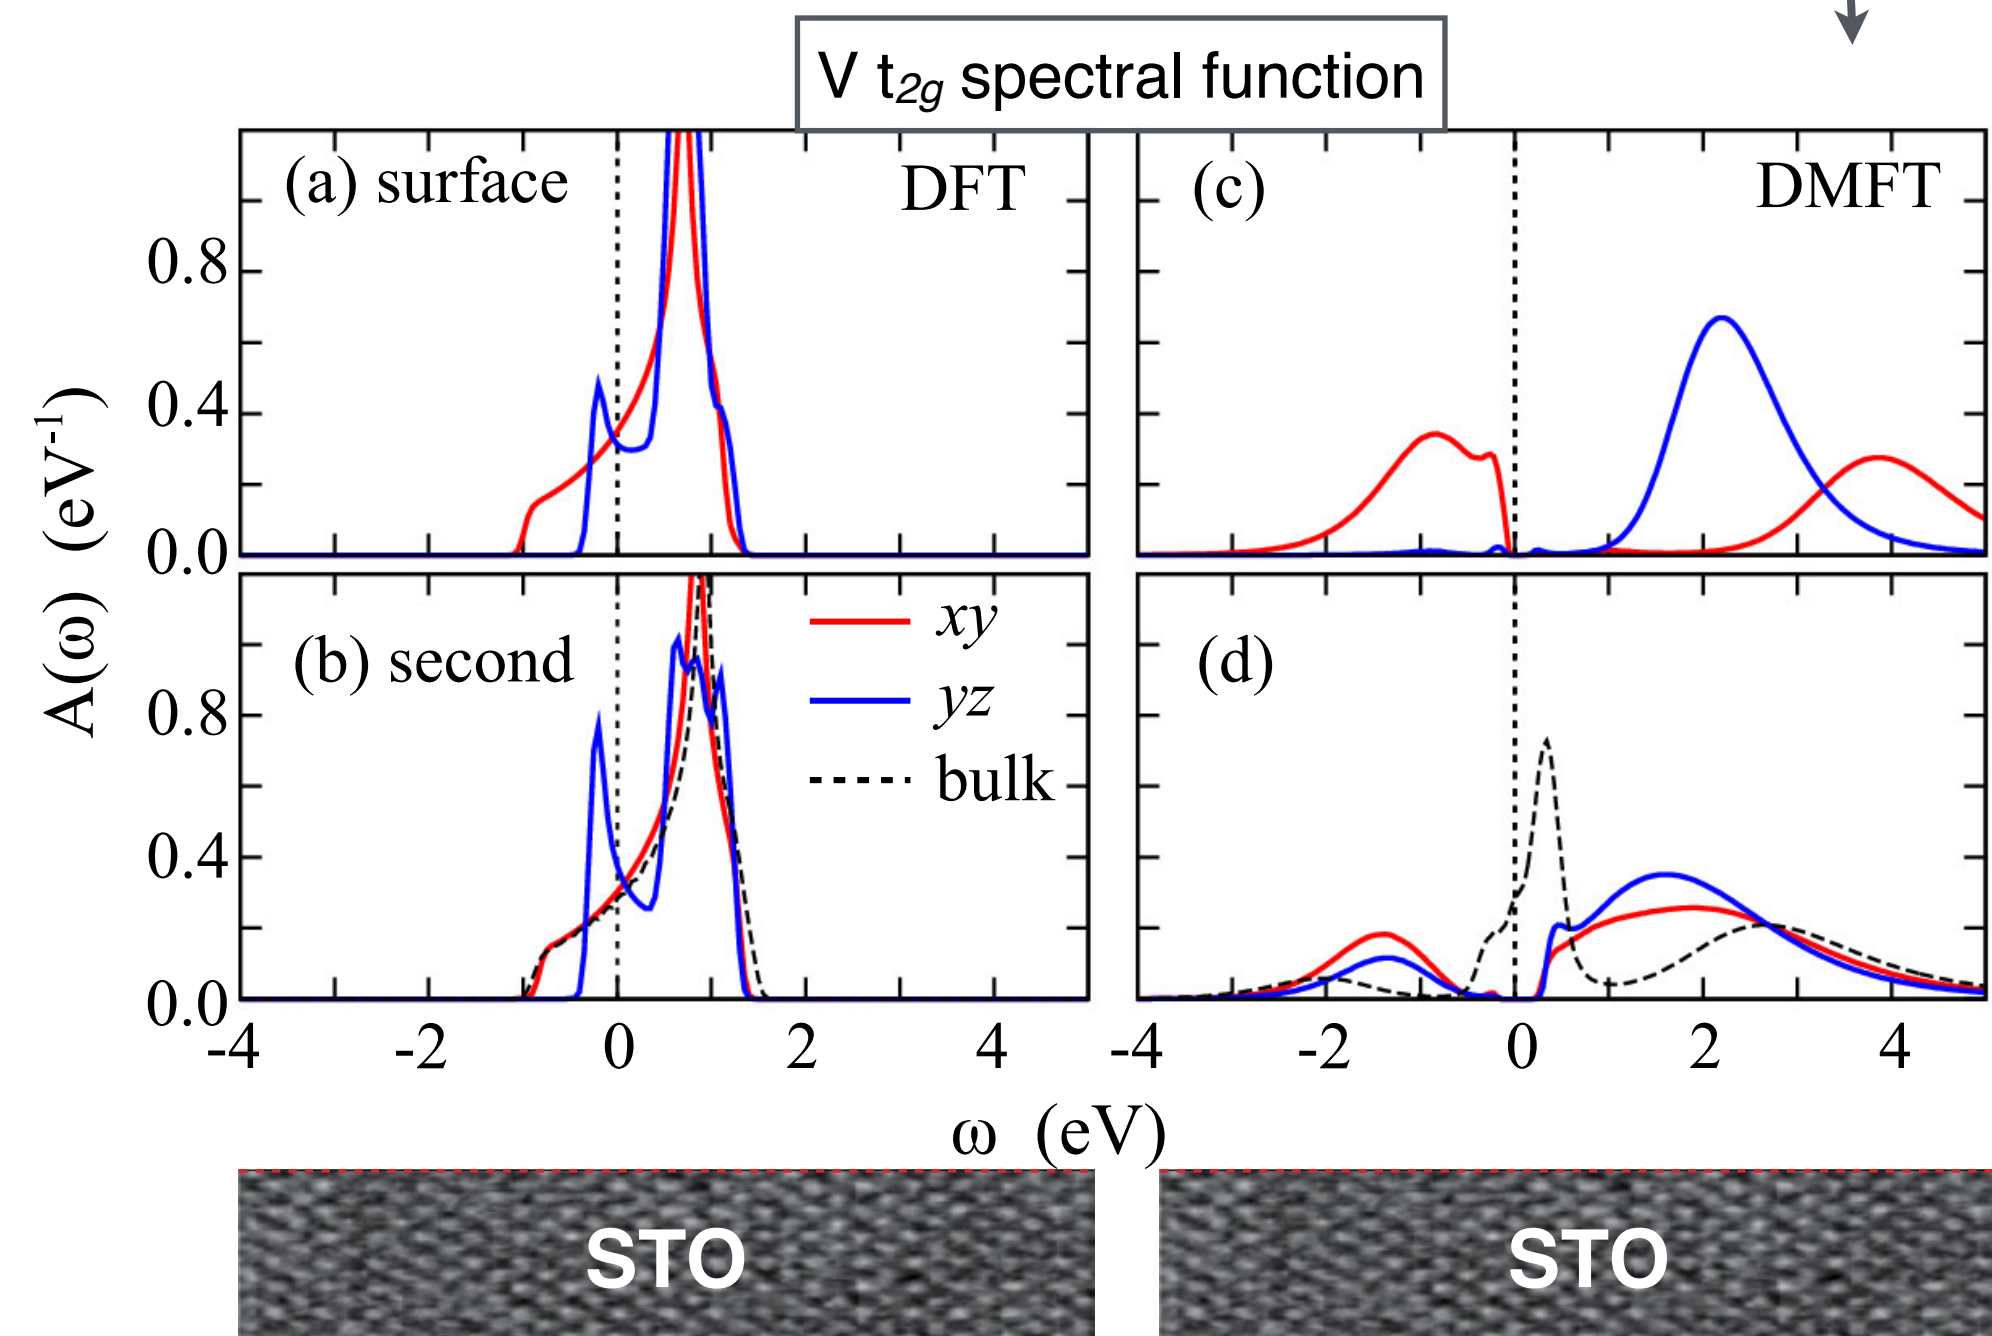 V t2g spectral function
(a) surface
DFT
(c)
DMFT
0.8
0.4
0.0
A(ω) (eV-1)
(b) second
xy
yz
bulk
(d)
0.8
0.4
0.0
-4 -2 0 2 4
-4 -2 0 2 4
ω (eV)
STO
STO